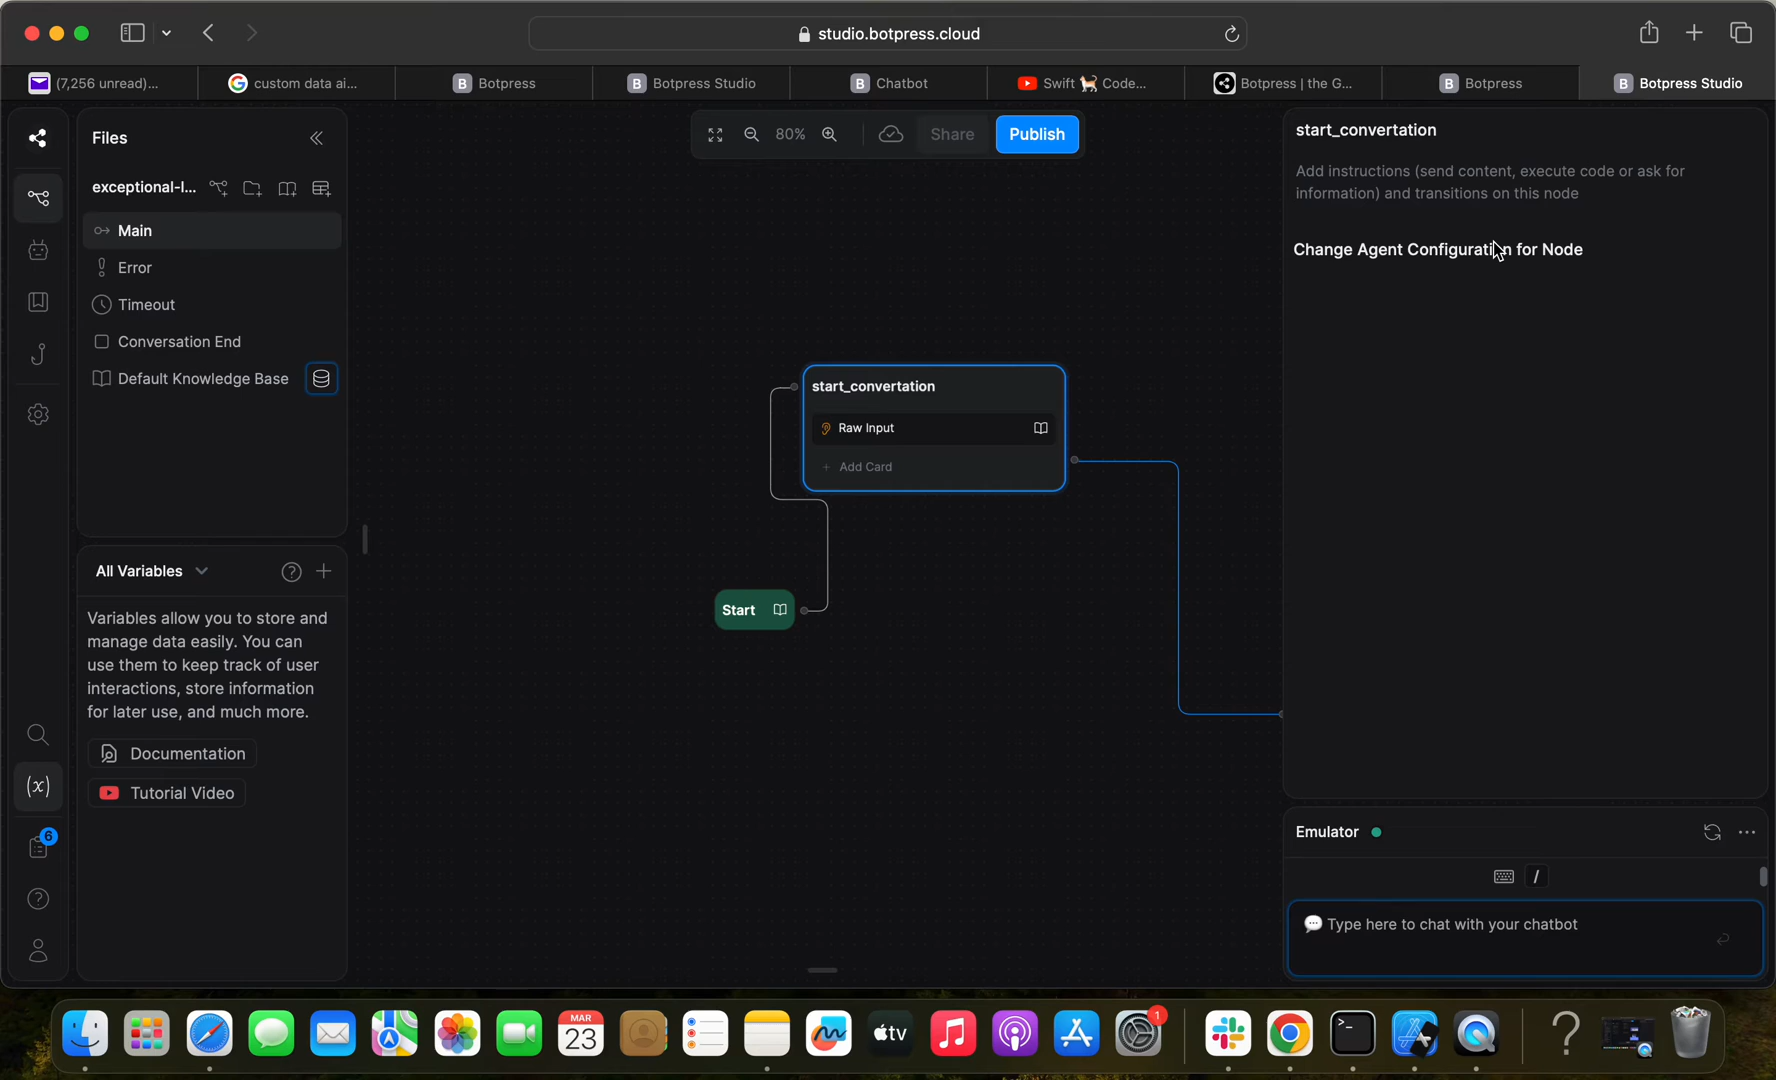 studio.botpress.cloud
(7,256 unread)...
custom data ai...
B Botpress
B Botpress Studio
B Chatbot
Swift 🐈 Code...
Botpress | the G...
B Botpress
B Botpress Studio
Files
exceptional-l...
Main
Error
Timeout
Conversation End
Default Knowledge Base
80%
Share
Publish
start_convertation
Raw Input
+ Add Card
Start
All Variables
Variables allow you to store and
manage data easily. You can
use them to keep track of user
interactions, store information
for later use, and much more.
Documentation
Tutorial Video
(x)
6
start_convertation
Add instructions (send content, execute code or ask for
information) and transitions on this node
Change Agent Configuration for Node
Emulator
/
💬 Type here to chat with your chatbot
MAR
23
tv
1